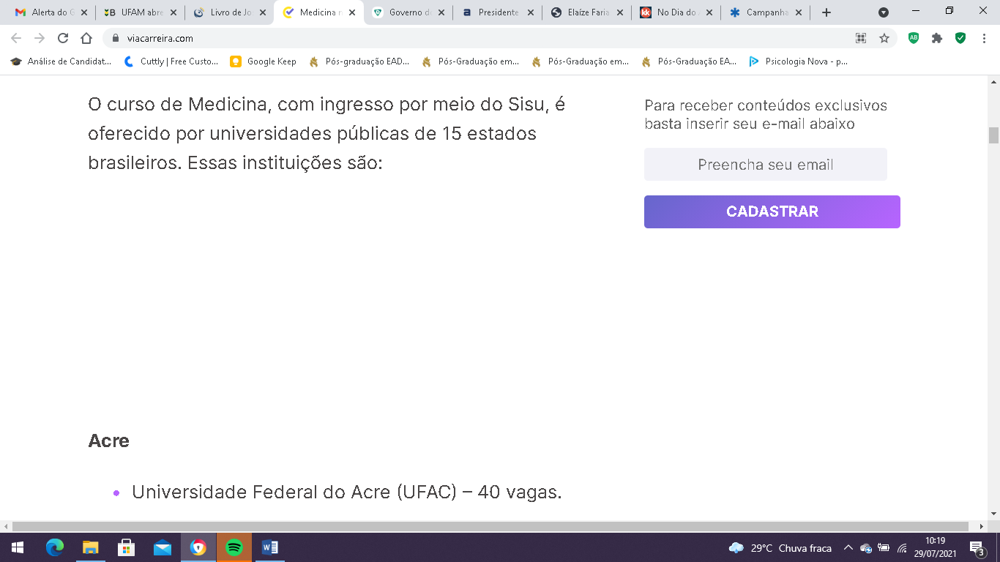 Alerta do G
UFAM abre
Livro de Jo
Medicina n
Governo d
Presidente
Elaíze Faria
No Dia do
Campanha
viacarreira.com
Análise de Candidat...
Cuttly | Free Custo...
Google Keep
Pós-graduação EAD...
Pós-Graduação em...
Pós-Graduação em...
Pós-Graduação EA...
Psicologia Nova - p...
O curso de Medicina, com ingresso por meio do Sisu, é
oferecido por universidades públicas de 15 estados
brasileiros. Essas instituições são:
Para receber conteúdos exclusivos
basta inserir seu e-mail abaixo
Preencha seu email
CADASTRAR
Acre
Universidade Federal do Acre (UFAC) – 40 vagas.
29°C Chuva fraca
10:19
29/07/2021
3